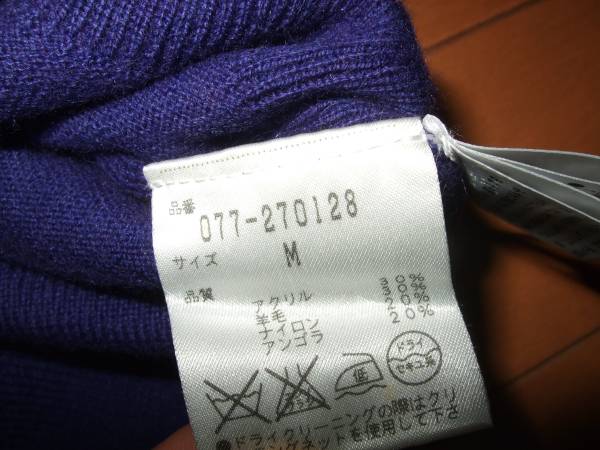 品番
077-270128
サイズ
M
品質
アクリル 30%
羊毛 30%
ナイロン 20%
アンゴラ 20%
低
ドライ
セキユ系
●ドライクリーニングの際はクリ
ングネットを使用して下さ